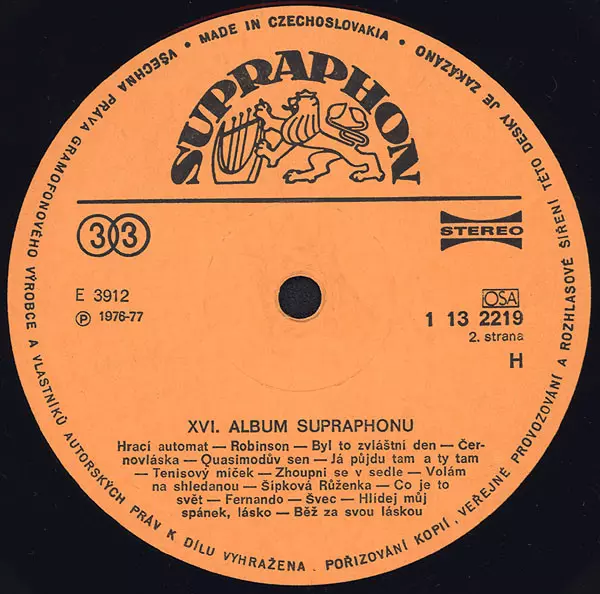 VŠECHNA PRÁVA GRAMOFONOVÉHO VÝROBCE A VLASTNÍKŮ AUTORSKÝCH PRÁV K DÍLU VYHRAŽENA. POŘIZOVÁNÍ KOPIÍ, VEŘEJNÉ PROVOZOVÁNÍ A ROZHLASOVÉ ŠÍŘENÍ TÉTO DESKY JE ZAKÁZÁNO • MADE IN CZECHOSLOVAKIA •
SUPRAPHON
33
STEREO
E 3912
OSA
℗ 1976-77
1 13 2219
2. strana
H
XVI. ALBUM SUPRAPHONU
Hrací automat — Robinson — Byl to zvláštní den — Čer-
novláska — Quasimodův sen — Já půjdu tam a ty tam
— Tenisový míček — Zhoupni se v sedle — Volám
na shledanou — Šípková Růženka — Co je to
svět — Fernando — Švec — Hlídej můj
spánek, lásko — Běž za svou láskou